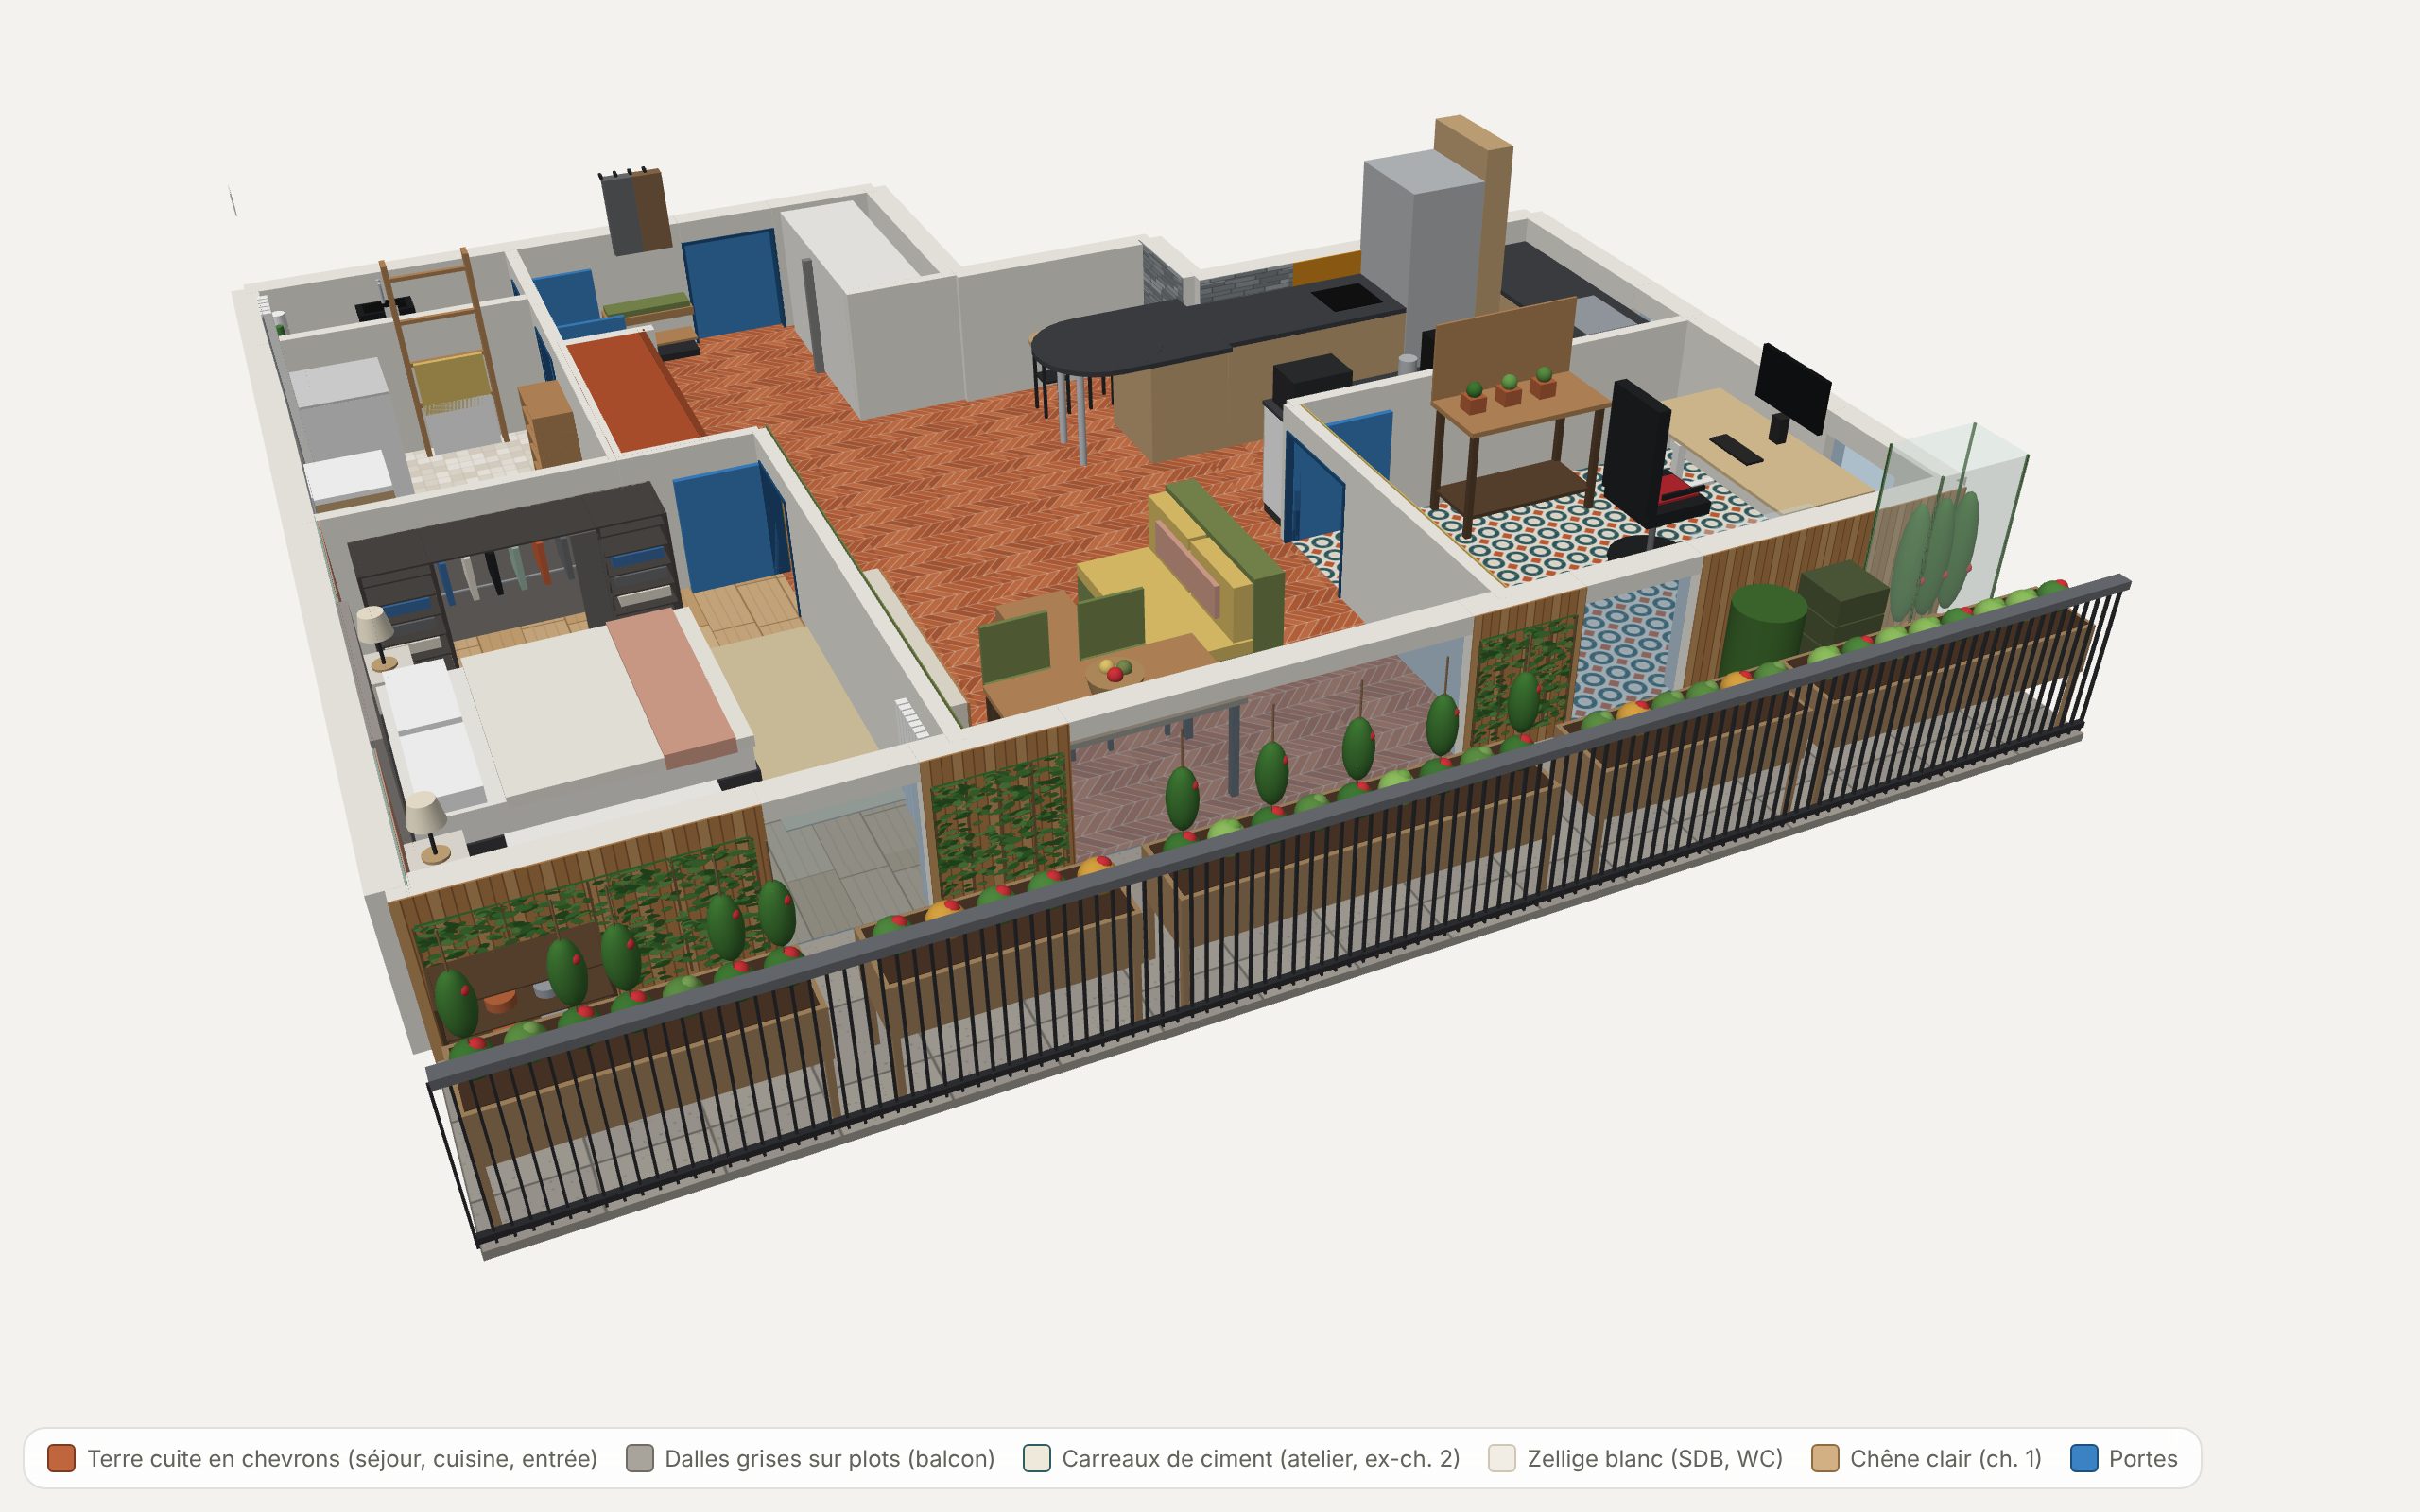 Terre cuite en chevrons (séjour, cuisine, entrée) Dalles grises sur plots (balcon) Carreaux de ciment (atelier, ex-ch. 2) Zellige blanc (SDB, WC) Chêne clair (ch. 1) Portes